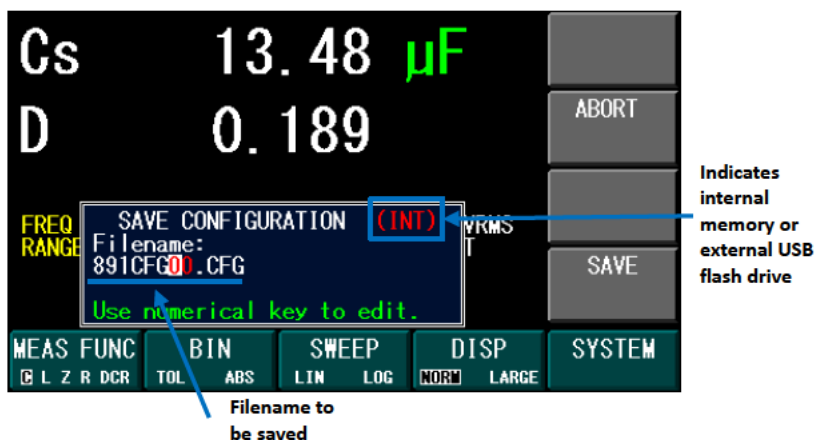 Cs 13.48 µF
D 0.189
ABORT
FREQ VRMS
RANGE T
SAVE CONFIGURATION (INT)
Filename:
891CFG00.CFG
Use numerical key to edit.
SAVE
MEAS FUNC BIN SWEEP DISP SYSTEM
C L Z R DCR TOL ABS LIN LOG NORM LARGE
Indicates
internal
memory or
external USB
flash drive
Filename to
be saved